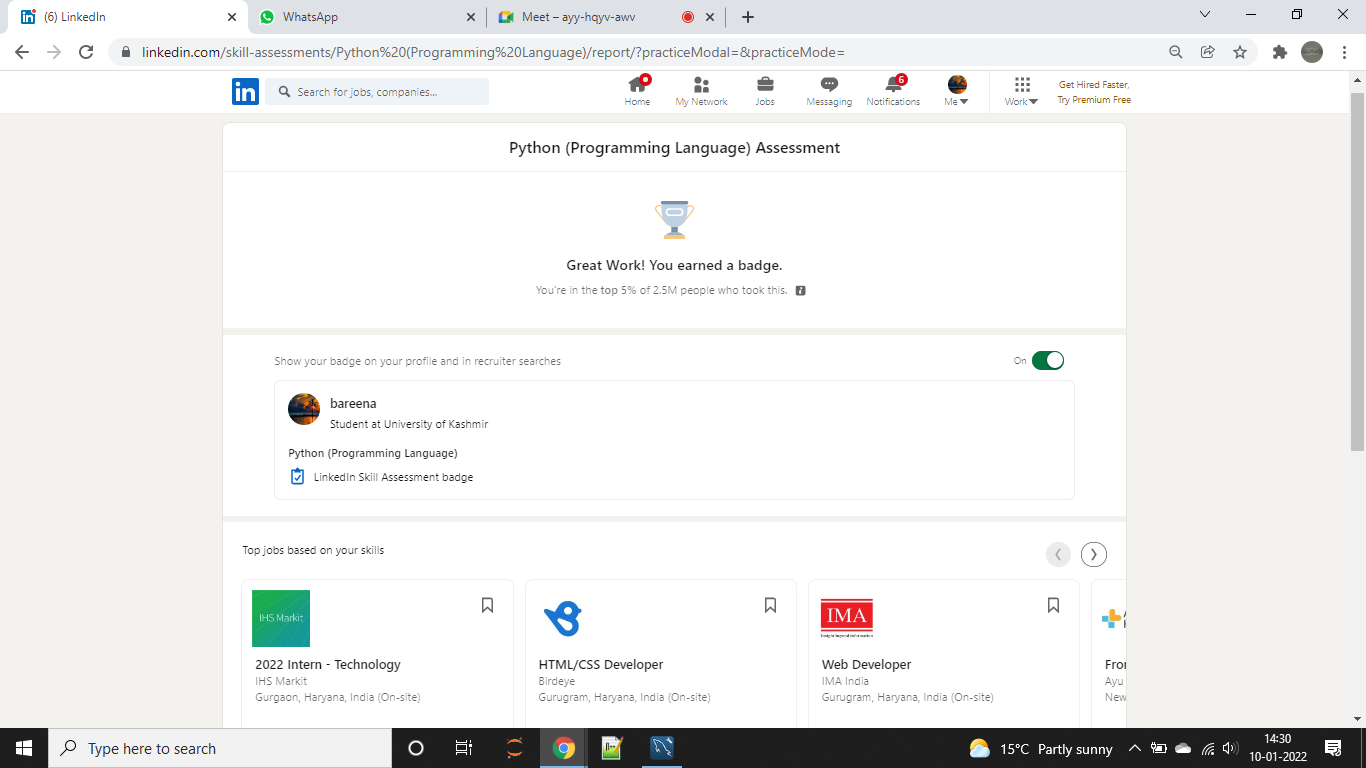 (6) LinkedIn
WhatsApp
Meet – ayy-hqyv-awv
linkedin.com/skill-assessments/Python%20(Programming%20Language)/report/?practiceModal=&practiceMode=
in
Search for jobs, companies...
Home
My Network
Jobs
Messaging
6
Notifications
Me
Work
Get Hired Faster,
Try Premium Free
Python (Programming Language) Assessment
Great Work! You earned a badge.
You're in the top 5% of 2.5M people who took this.
Show your badge on your profile and in recruiter searches
On
bareena
Student at University of Kashmir
Python (Programming Language)
LinkedIn Skill Assessment badge
Top jobs based on your skills
IHS Markit
2022 Intern - Technology
IHS Markit
Gurgaon, Haryana, India (On-site)
HTML/CSS Developer
Birdeye
Gurugram, Haryana, India (On-site)
IMA
Web Developer
IMA India
Gurugram, Haryana, India (On-site)
Fro
Ayu
New
Type here to search
15°C Partly sunny
14:30
10-01-2022